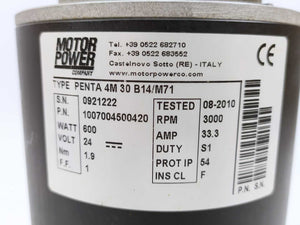 MOTOR
POWER
COMPANY
Tel. +39 0522 682710
Fax +39 0522 683552
Castelnovo Sotto (RE) - ITALY
www.motorpowerco.com
CE
TYPE PENTA 4M 30 B14/M71
S.N. 0921222 TESTED 08-2010
P.N. 1007004500420 RPM 3000
WATT 600 AMP 33.3
VOLT 24 DUTY S1
Nm 1.9 PROT IP 54
F.F 1 INS CL F
P.N. S.N.